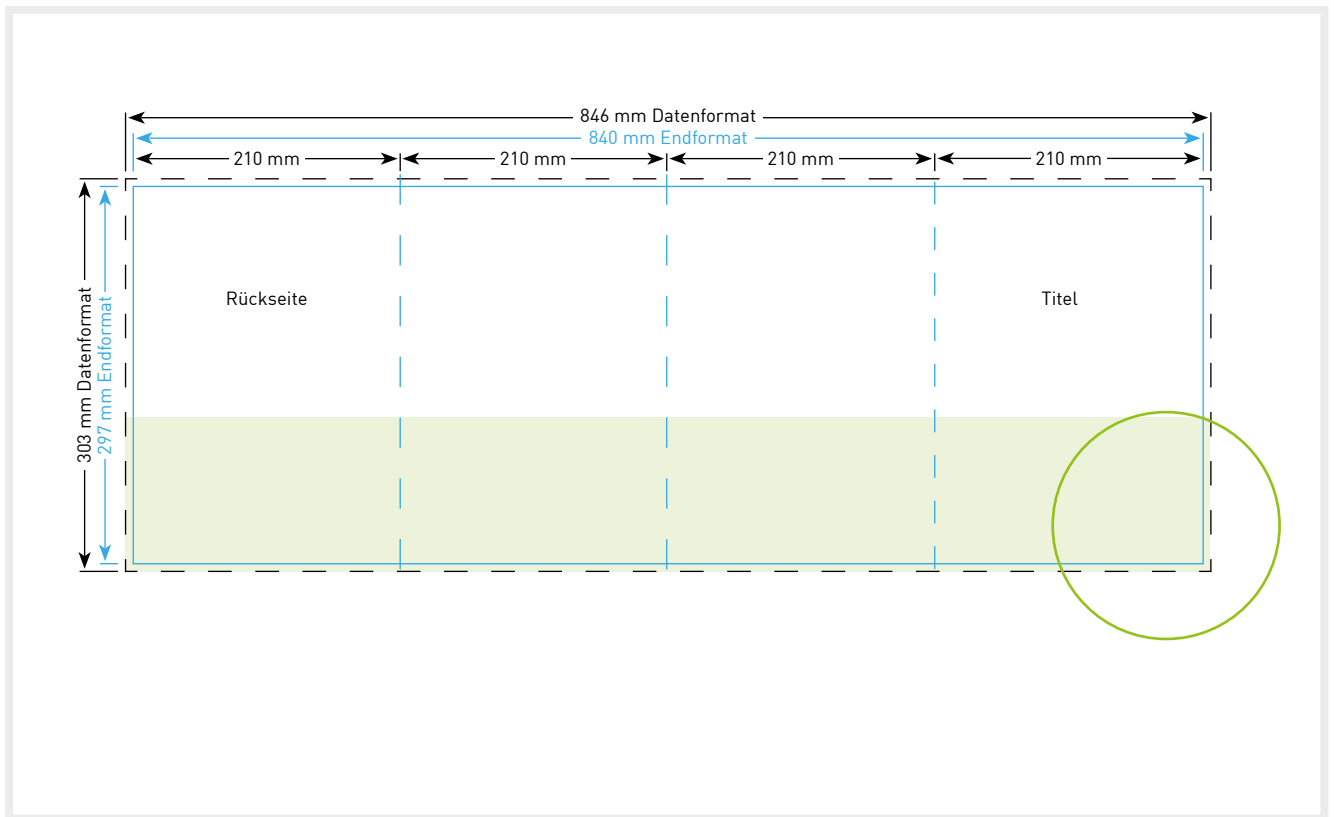 846 mm Datenformat
840 mm Endformat
210 mm
210 mm
210 mm
210 mm
303 mm Datenformat
297 mm Endformat
Rückseite
Titel